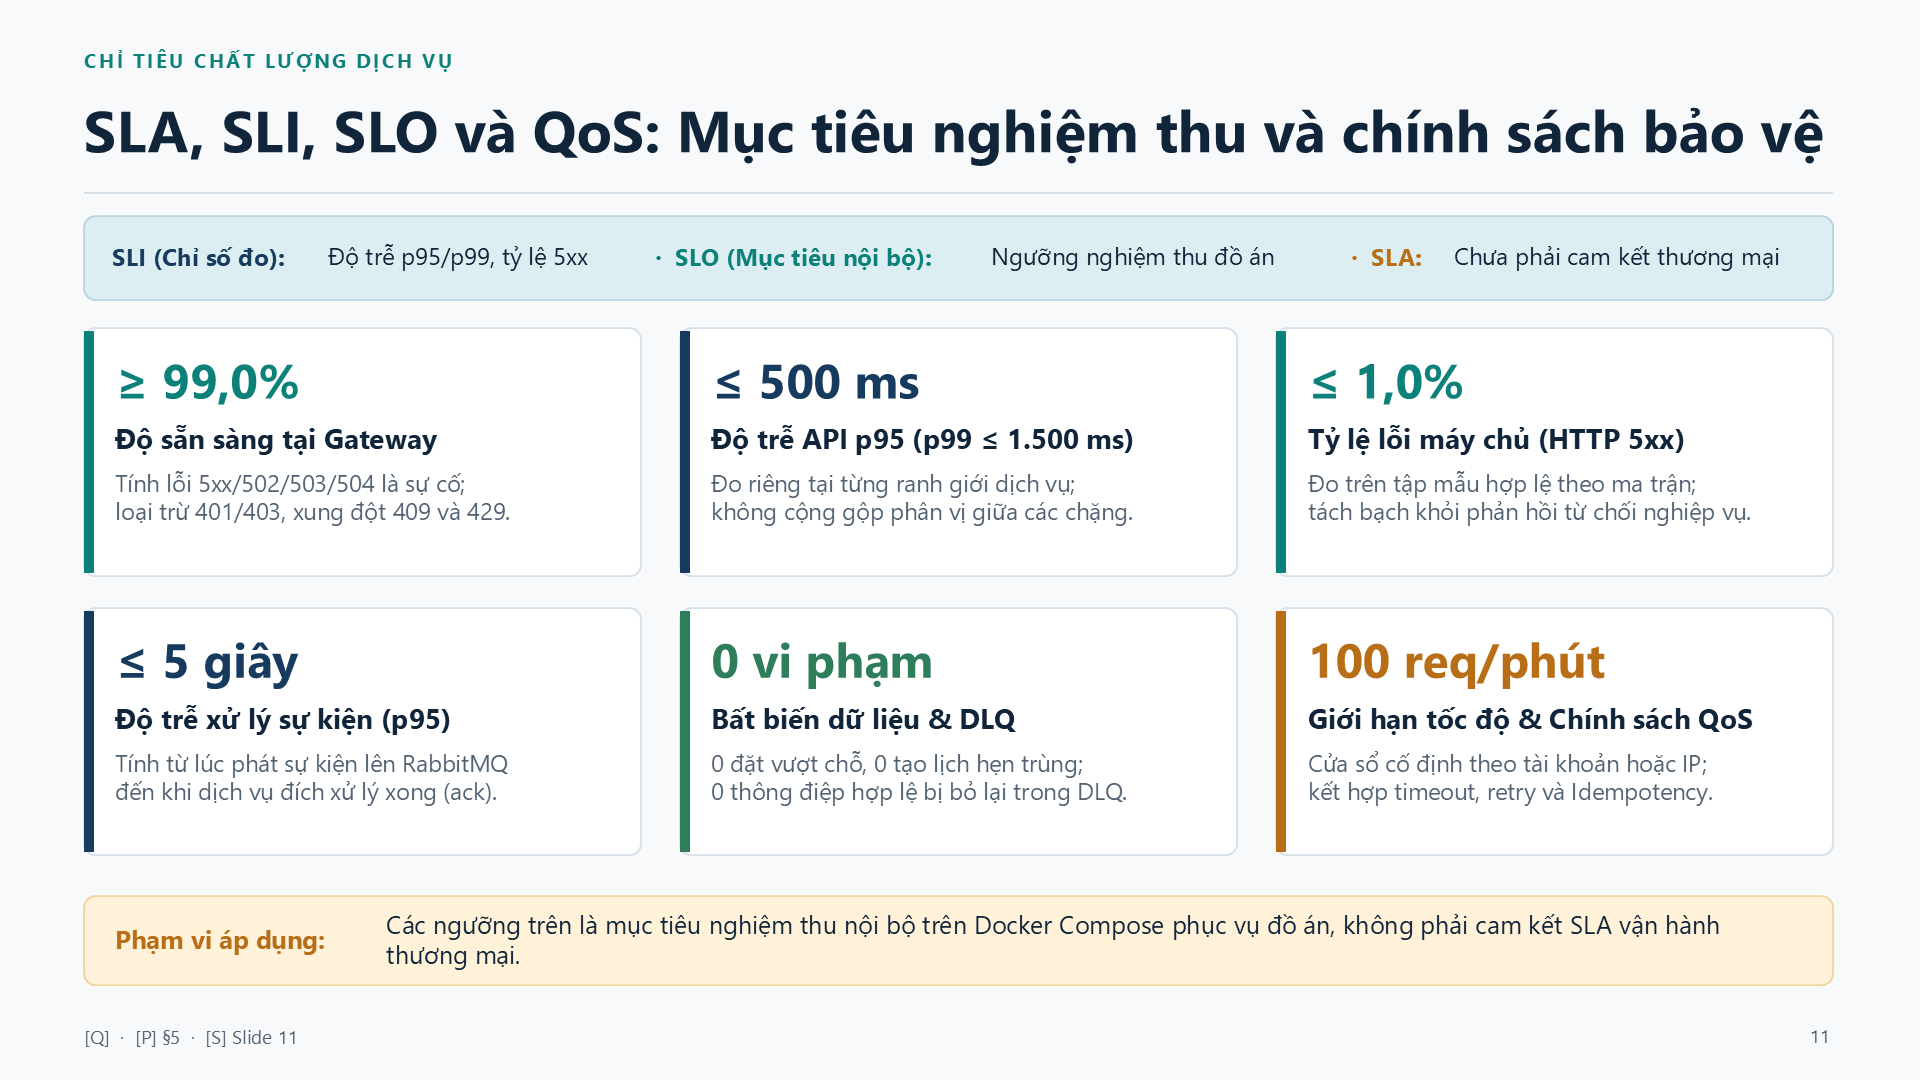 CHỈ TIÊU CHẤT LƯỢNG DỊCH VỤ
SLA, SLI, SLO và QoS: Mục tiêu nghiệm thu và chính sách bảo vệ
SLI (Chỉ số đo): Độ trễ p95/p99, tỷ lệ 5xx · SLO (Mục tiêu nội bộ): Ngưỡng nghiệm thu đồ án · SLA: Chưa phải cam kết thương mại
≥ 99,0%
Độ sẵn sàng tại Gateway
Tính lỗi 5xx/502/503/504 là sự cố;
loại trừ 401/403, xung đột 409 và 429.
≤ 500 ms
Độ trễ API p95 (p99 ≤ 1.500 ms)
Đo riêng tại từng ranh giới dịch vụ;
không cộng gộp phân vị giữa các chặng.
≤ 1,0%
Tỷ lệ lỗi máy chủ (HTTP 5xx)
Đo trên tập mẫu hợp lệ theo ma trận;
tách bạch khỏi phản hồi từ chối nghiệp vụ.
≤ 5 giây
Độ trễ xử lý sự kiện (p95)
Tính từ lúc phát sự kiện lên RabbitMQ
đến khi dịch vụ đích xử lý xong (ack).
0 vi phạm
Bất biến dữ liệu & DLQ
0 đặt vượt chỗ, 0 tạo lịch hẹn trùng;
0 thông điệp hợp lệ bị bỏ lại trong DLQ.
100 req/phút
Giới hạn tốc độ & Chính sách QoS
Cửa sổ cố định theo tài khoản hoặc IP;
kết hợp timeout, retry và Idempotency.
Phạm vi áp dụng: Các ngưỡng trên là mục tiêu nghiệm thu nội bộ trên Docker Compose phục vụ đồ án, không phải cam kết SLA vận hành
thương mại.
[Q] · [P] §5 · [S] Slide 11
11